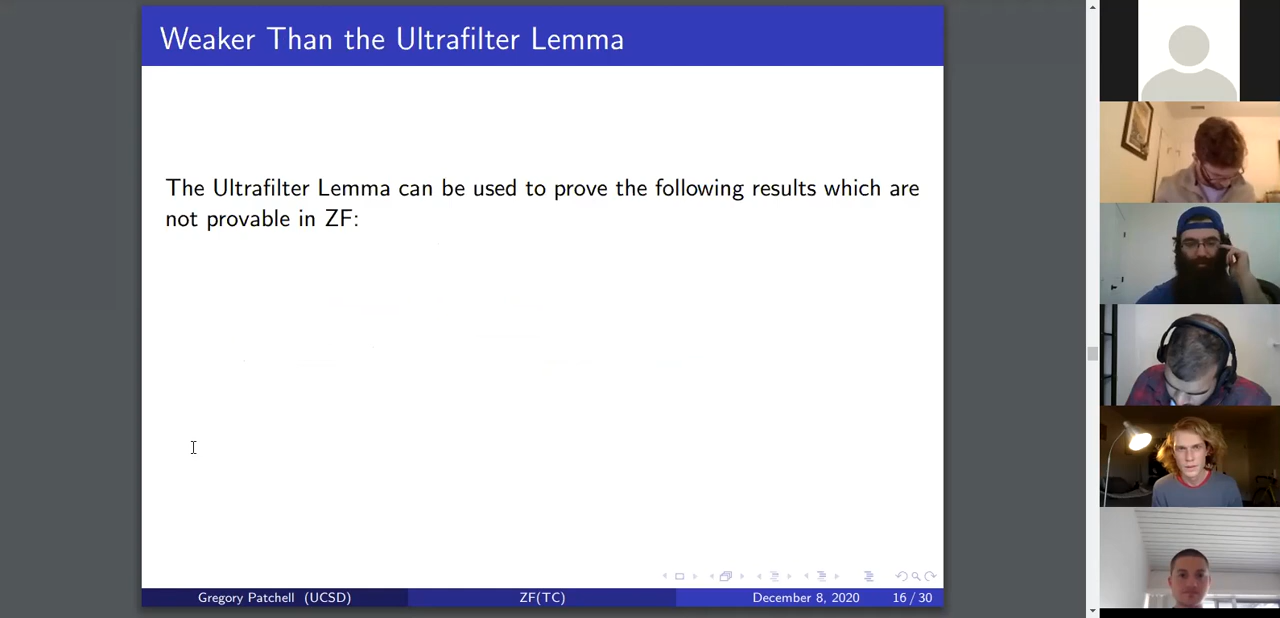 Weaker Than the Ultrafilter Lemma
The Ultrafilter Lemma can be used to prove the following results which are
not provable in ZF:
Gregory Patchell (UCSD)
ZF(TC)
December 8, 2020
16 / 30